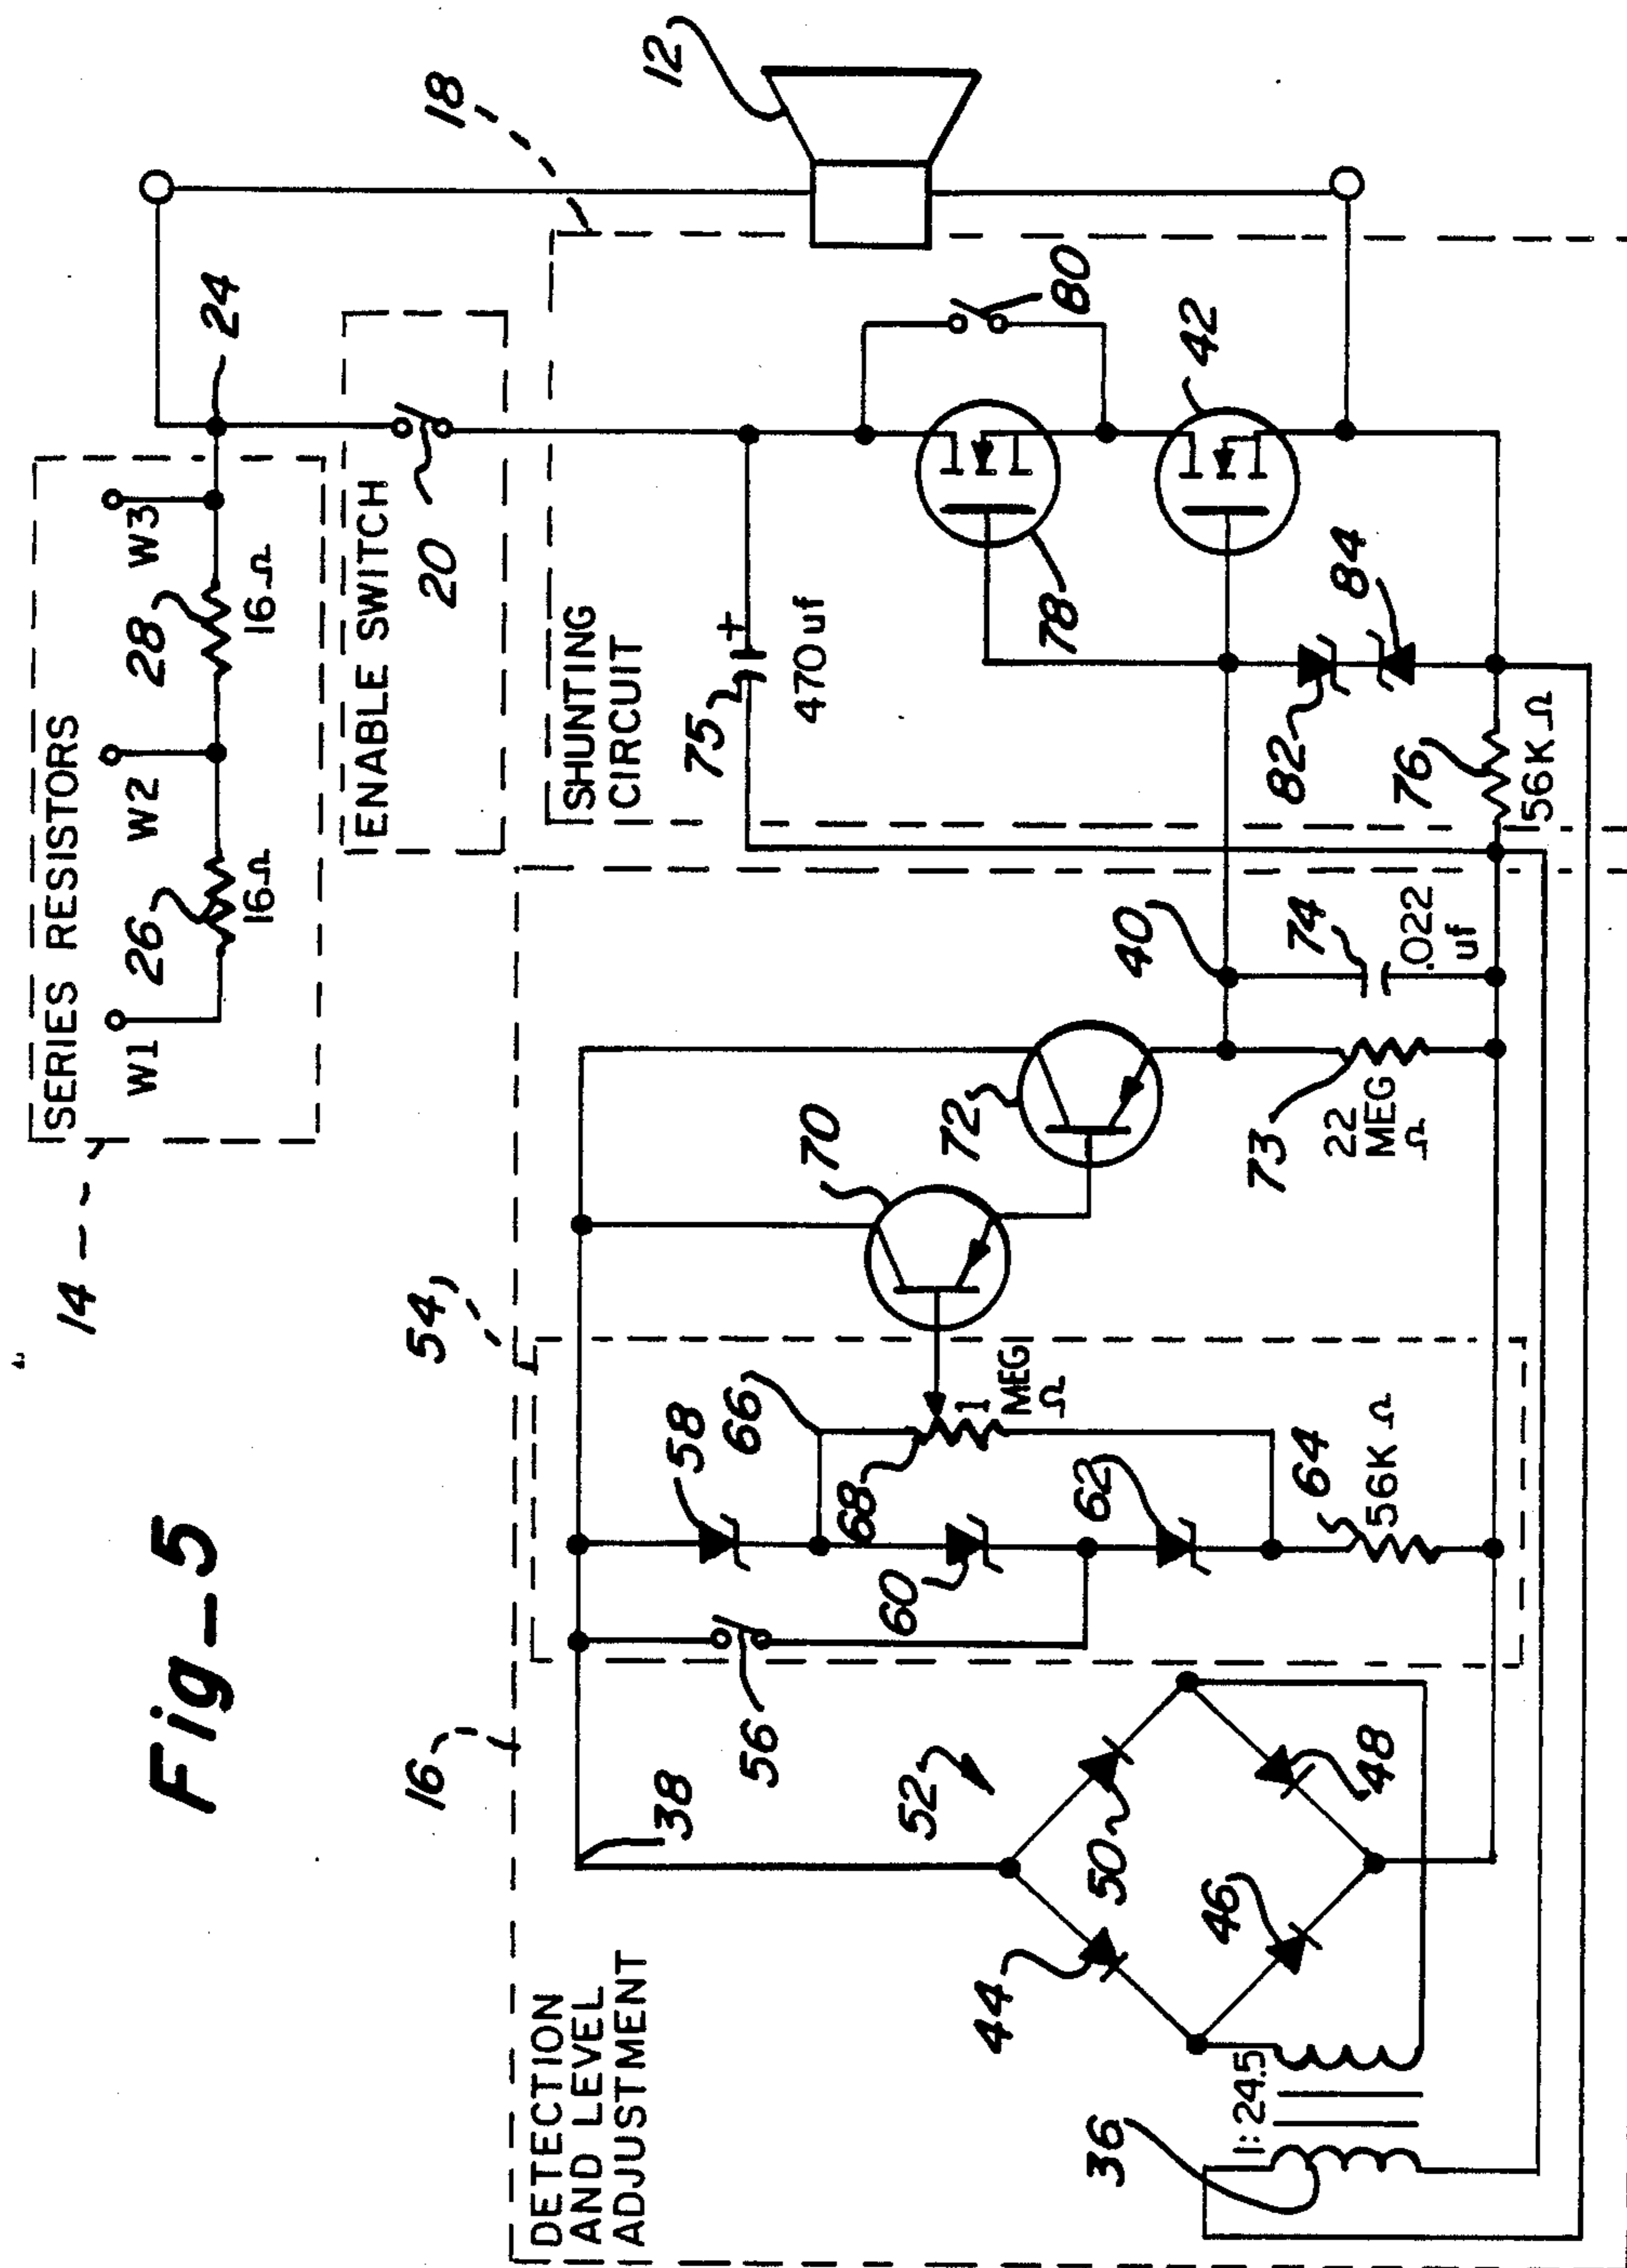 Fig-5
14
SERIES RESISTORS
W1
W2
W3
26
28
16Ω
16Ω
24
ENABLE SWITCH
20
18
12
SHUNTING
CIRCUIT
75
+
470uf
80
78
42
82
84
76
56KΩ
16
54
DETECTION
AND LEVEL
ADJUSTMENT
38
52
44
50
46
48
36
1:24.5
56
58
66
60
68
1
MEG
Ω
62
64
56KΩ
70
72
73
22
MEG
Ω
40
74
.022
uf